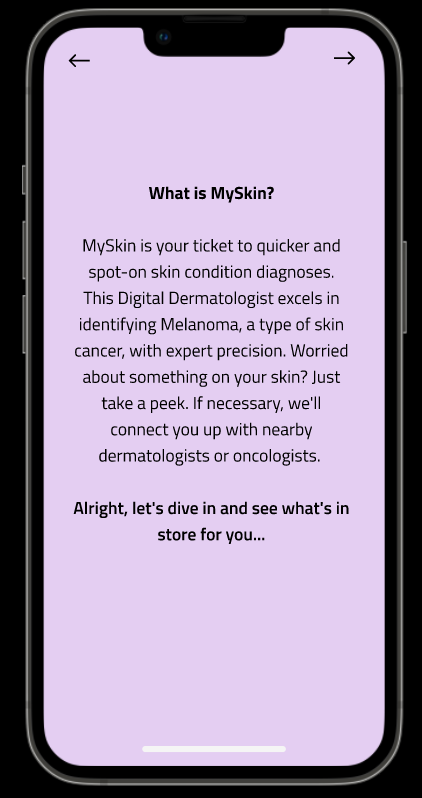 What is MySkin?
MySkin is your ticket to quicker and
spot-on skin condition diagnoses.
This Digital Dermatologist excels in
identifying Melanoma, a type of skin
cancer, with expert precision. Worried
about something on your skin? Just
take a peek. If necessary, we'll
connect you up with nearby
dermatologists or oncologists.
Alright, let's dive in and see what's in
store for you...